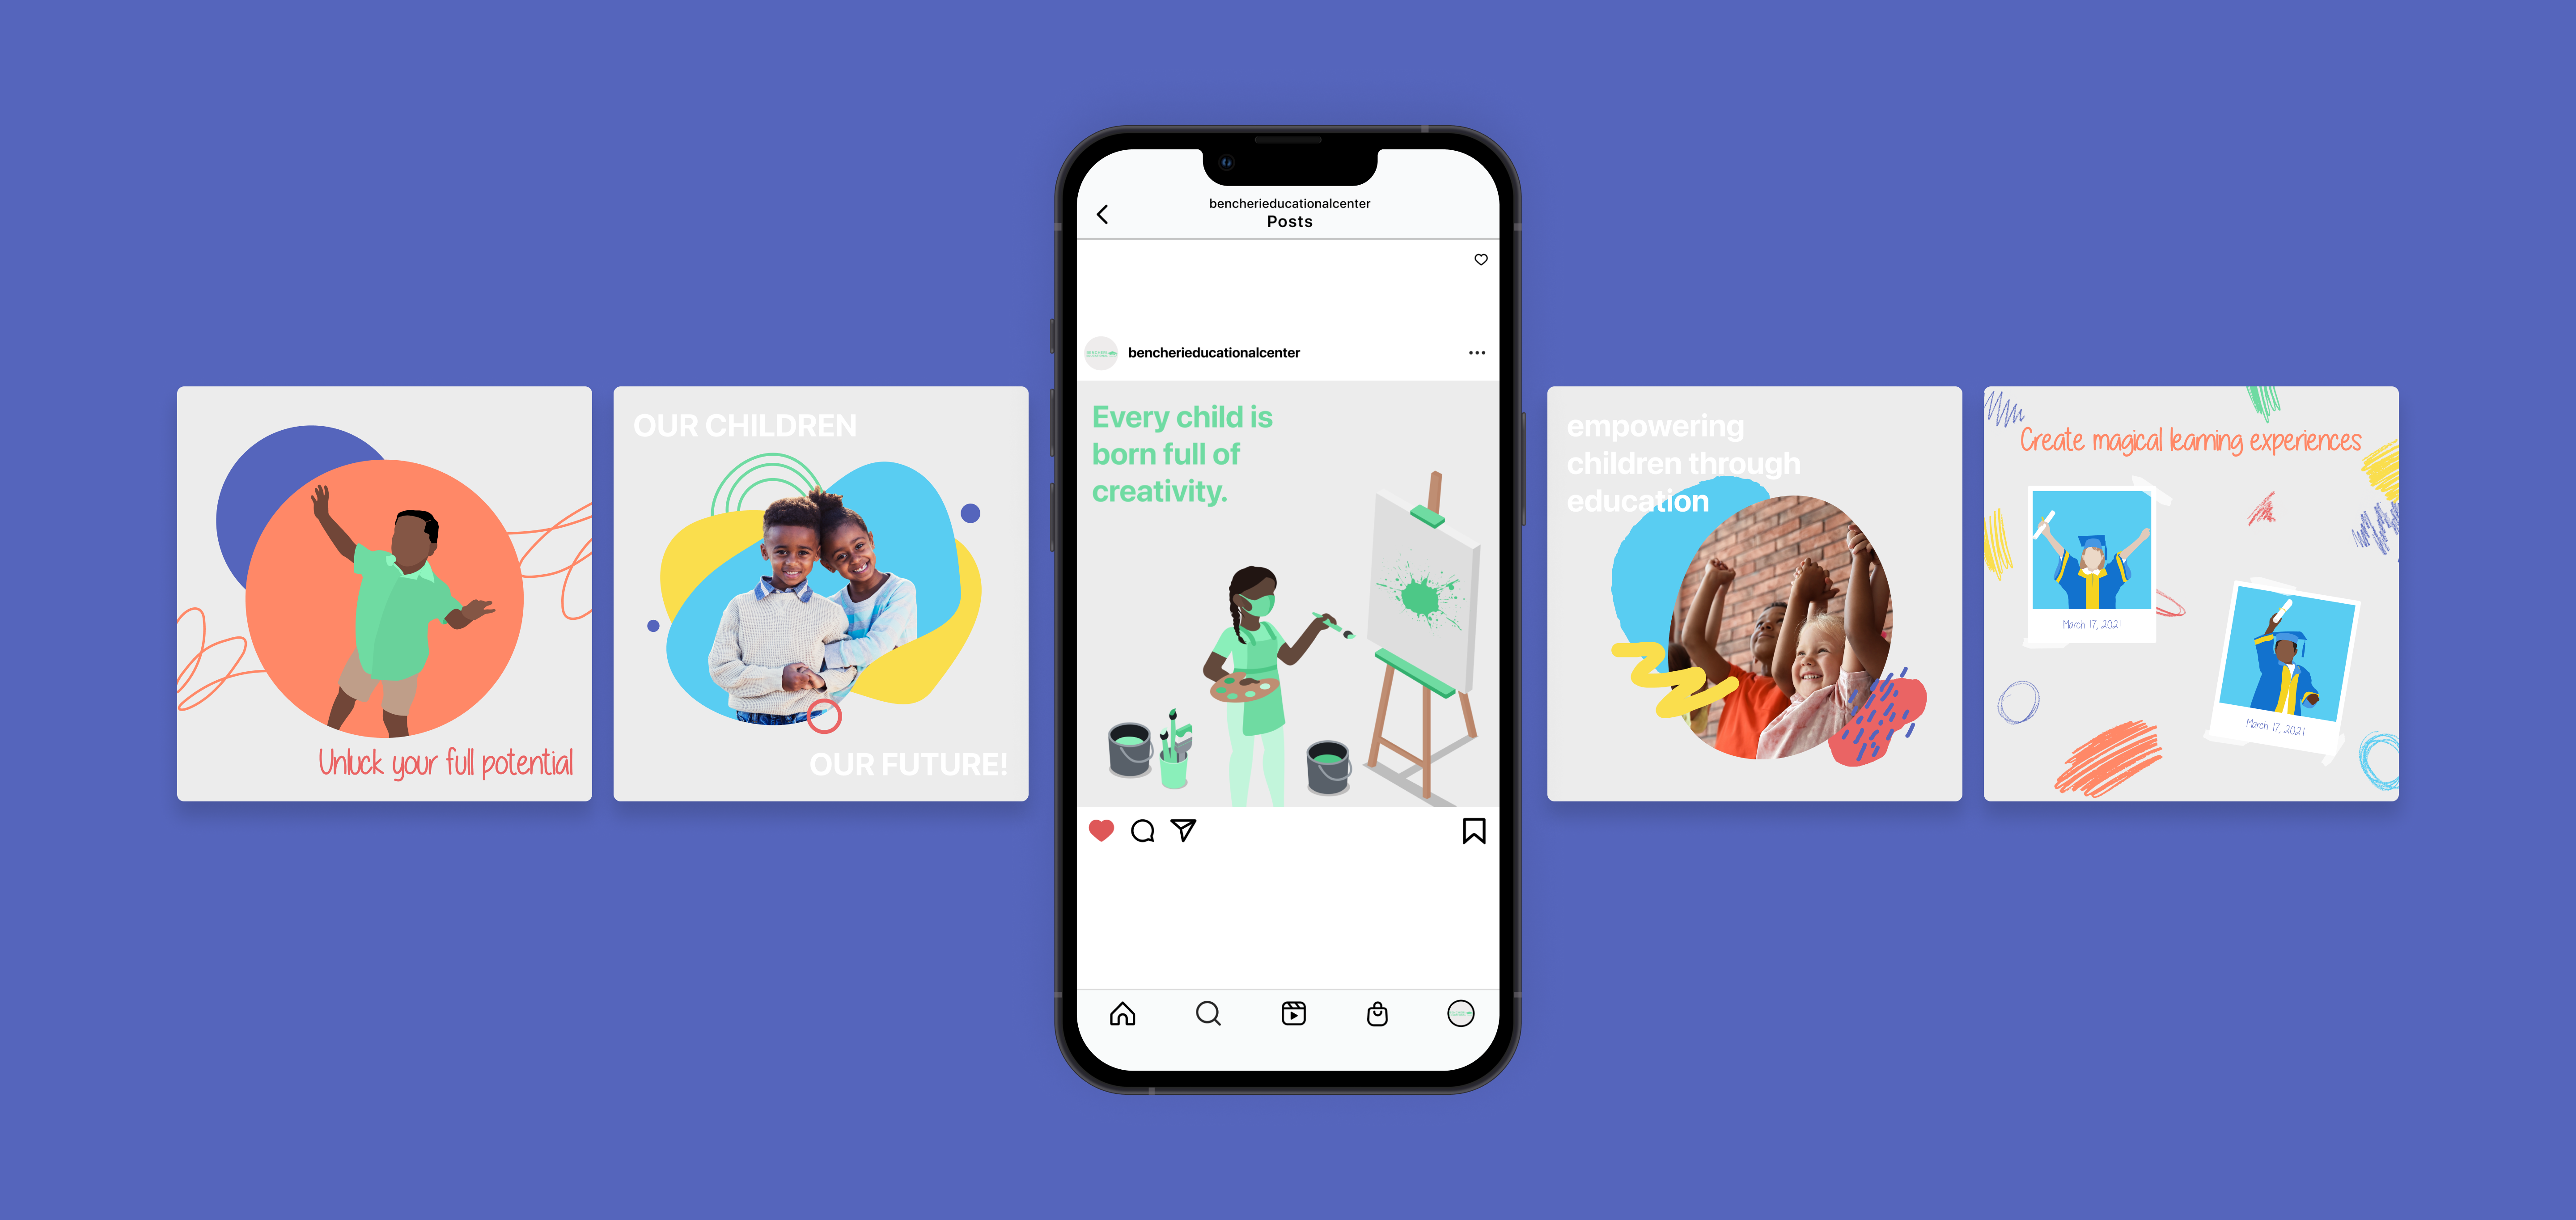 bencherieducationalcenter
Posts
bencherieducationalcenter
Unluck your full potential
OUR CHILDREN
OUR FUTURE!
Every child is
born full of
creativity.
empowering
children through
education
Create magical learning experiences
March 17, 2021
March 17, 2021